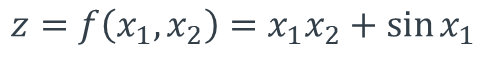 z = f(x₁, x₂) = x₁x₂ + sin x₁